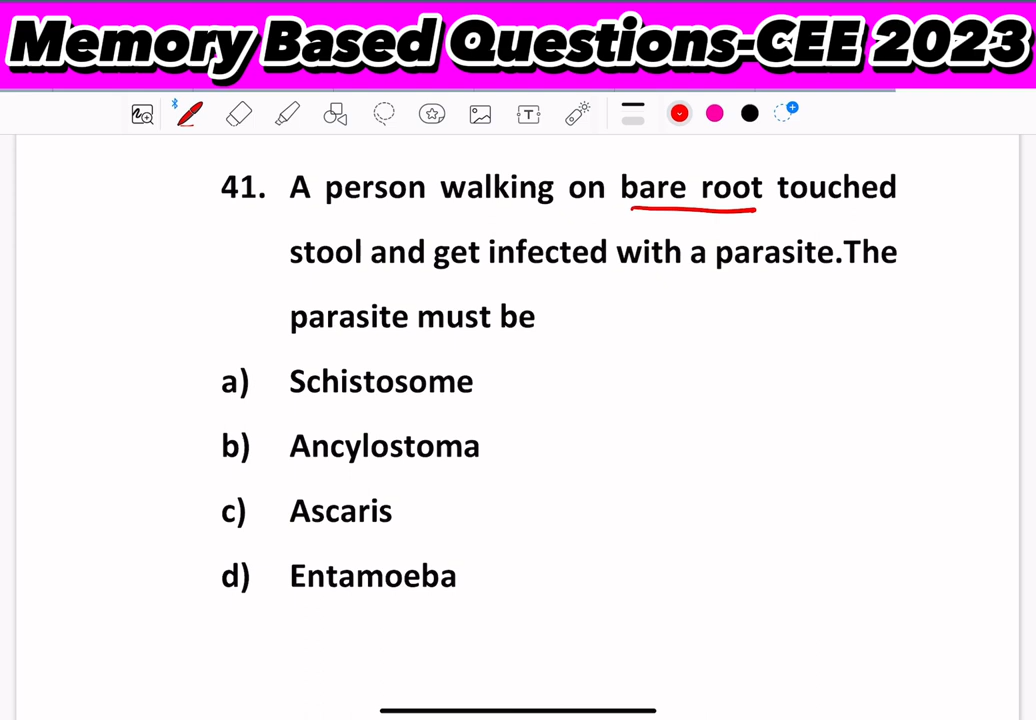 Memory Based Questions-CEE 2023
T
41. A person walking on bare root touched
stool and get infected with a parasite.The
parasite must be
a) Schistosome
b) Ancylostoma
c) Ascaris
d) Entamoeba